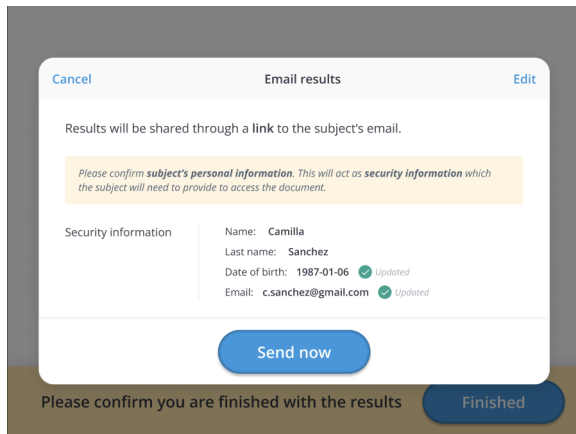 Cancel
Email results
Edit
Results will be shared through a link to the subject's email.
Please confirm subject's personal information. This will act as security information which
the subject will need to provide to access the document.
Security information
Name: Camilla
Last name: Sanchez
Date of birth: 1987-01-06 Updated
Email: c.sanchez@gmail.com Updated
Send now
Please confirm you are finished with the results
Finished